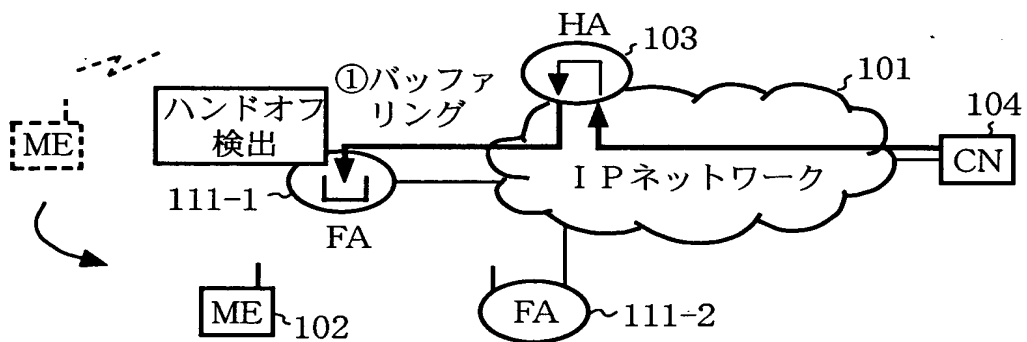 HA
103
101
①バッファ
リング
ハンドオフ
検出
ME
104
CN
IPネットワーク
111-1
FA
ME
102
FA
111-2